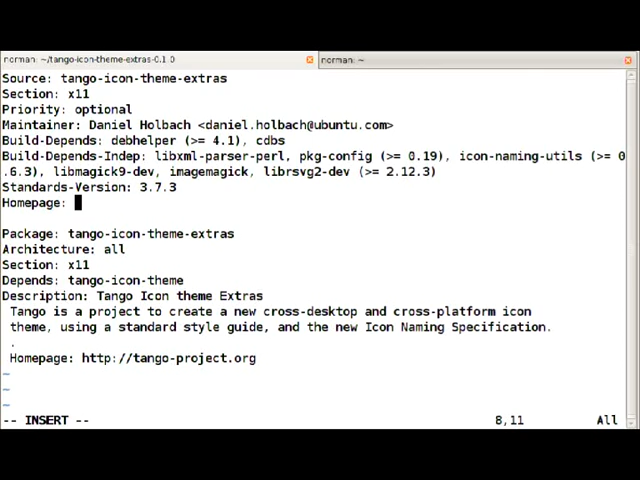 norman: ~/tango-icon-theme-extras-0.1.0
norman: ~
Source: tango-icon-theme-extras
Section: x11
Priority: optional
Maintainer: Daniel Holbach <daniel.holbach@ubuntu.com>
Build-Depends: debhelper (>= 4.1), cdbs
Build-Depends-Indep: libxml-parser-perl, pkg-config (>= 0.19), icon-naming-utils (>= 0
.6.3), libmagick9-dev, imagemagick, librsvg2-dev (>= 2.12.3)
Standards-Version: 3.7.3
Homepage:
Package: tango-icon-theme-extras
Architecture: all
Section: x11
Depends: tango-icon-theme
Description: Tango Icon theme Extras
Tango is a project to create a new cross-desktop and cross-platform icon
theme, using a standard style guide, and the new Icon Naming Specification.
.
Homepage: http://tango-project.org
~
~
~
-- INSERT -- 8,11 All